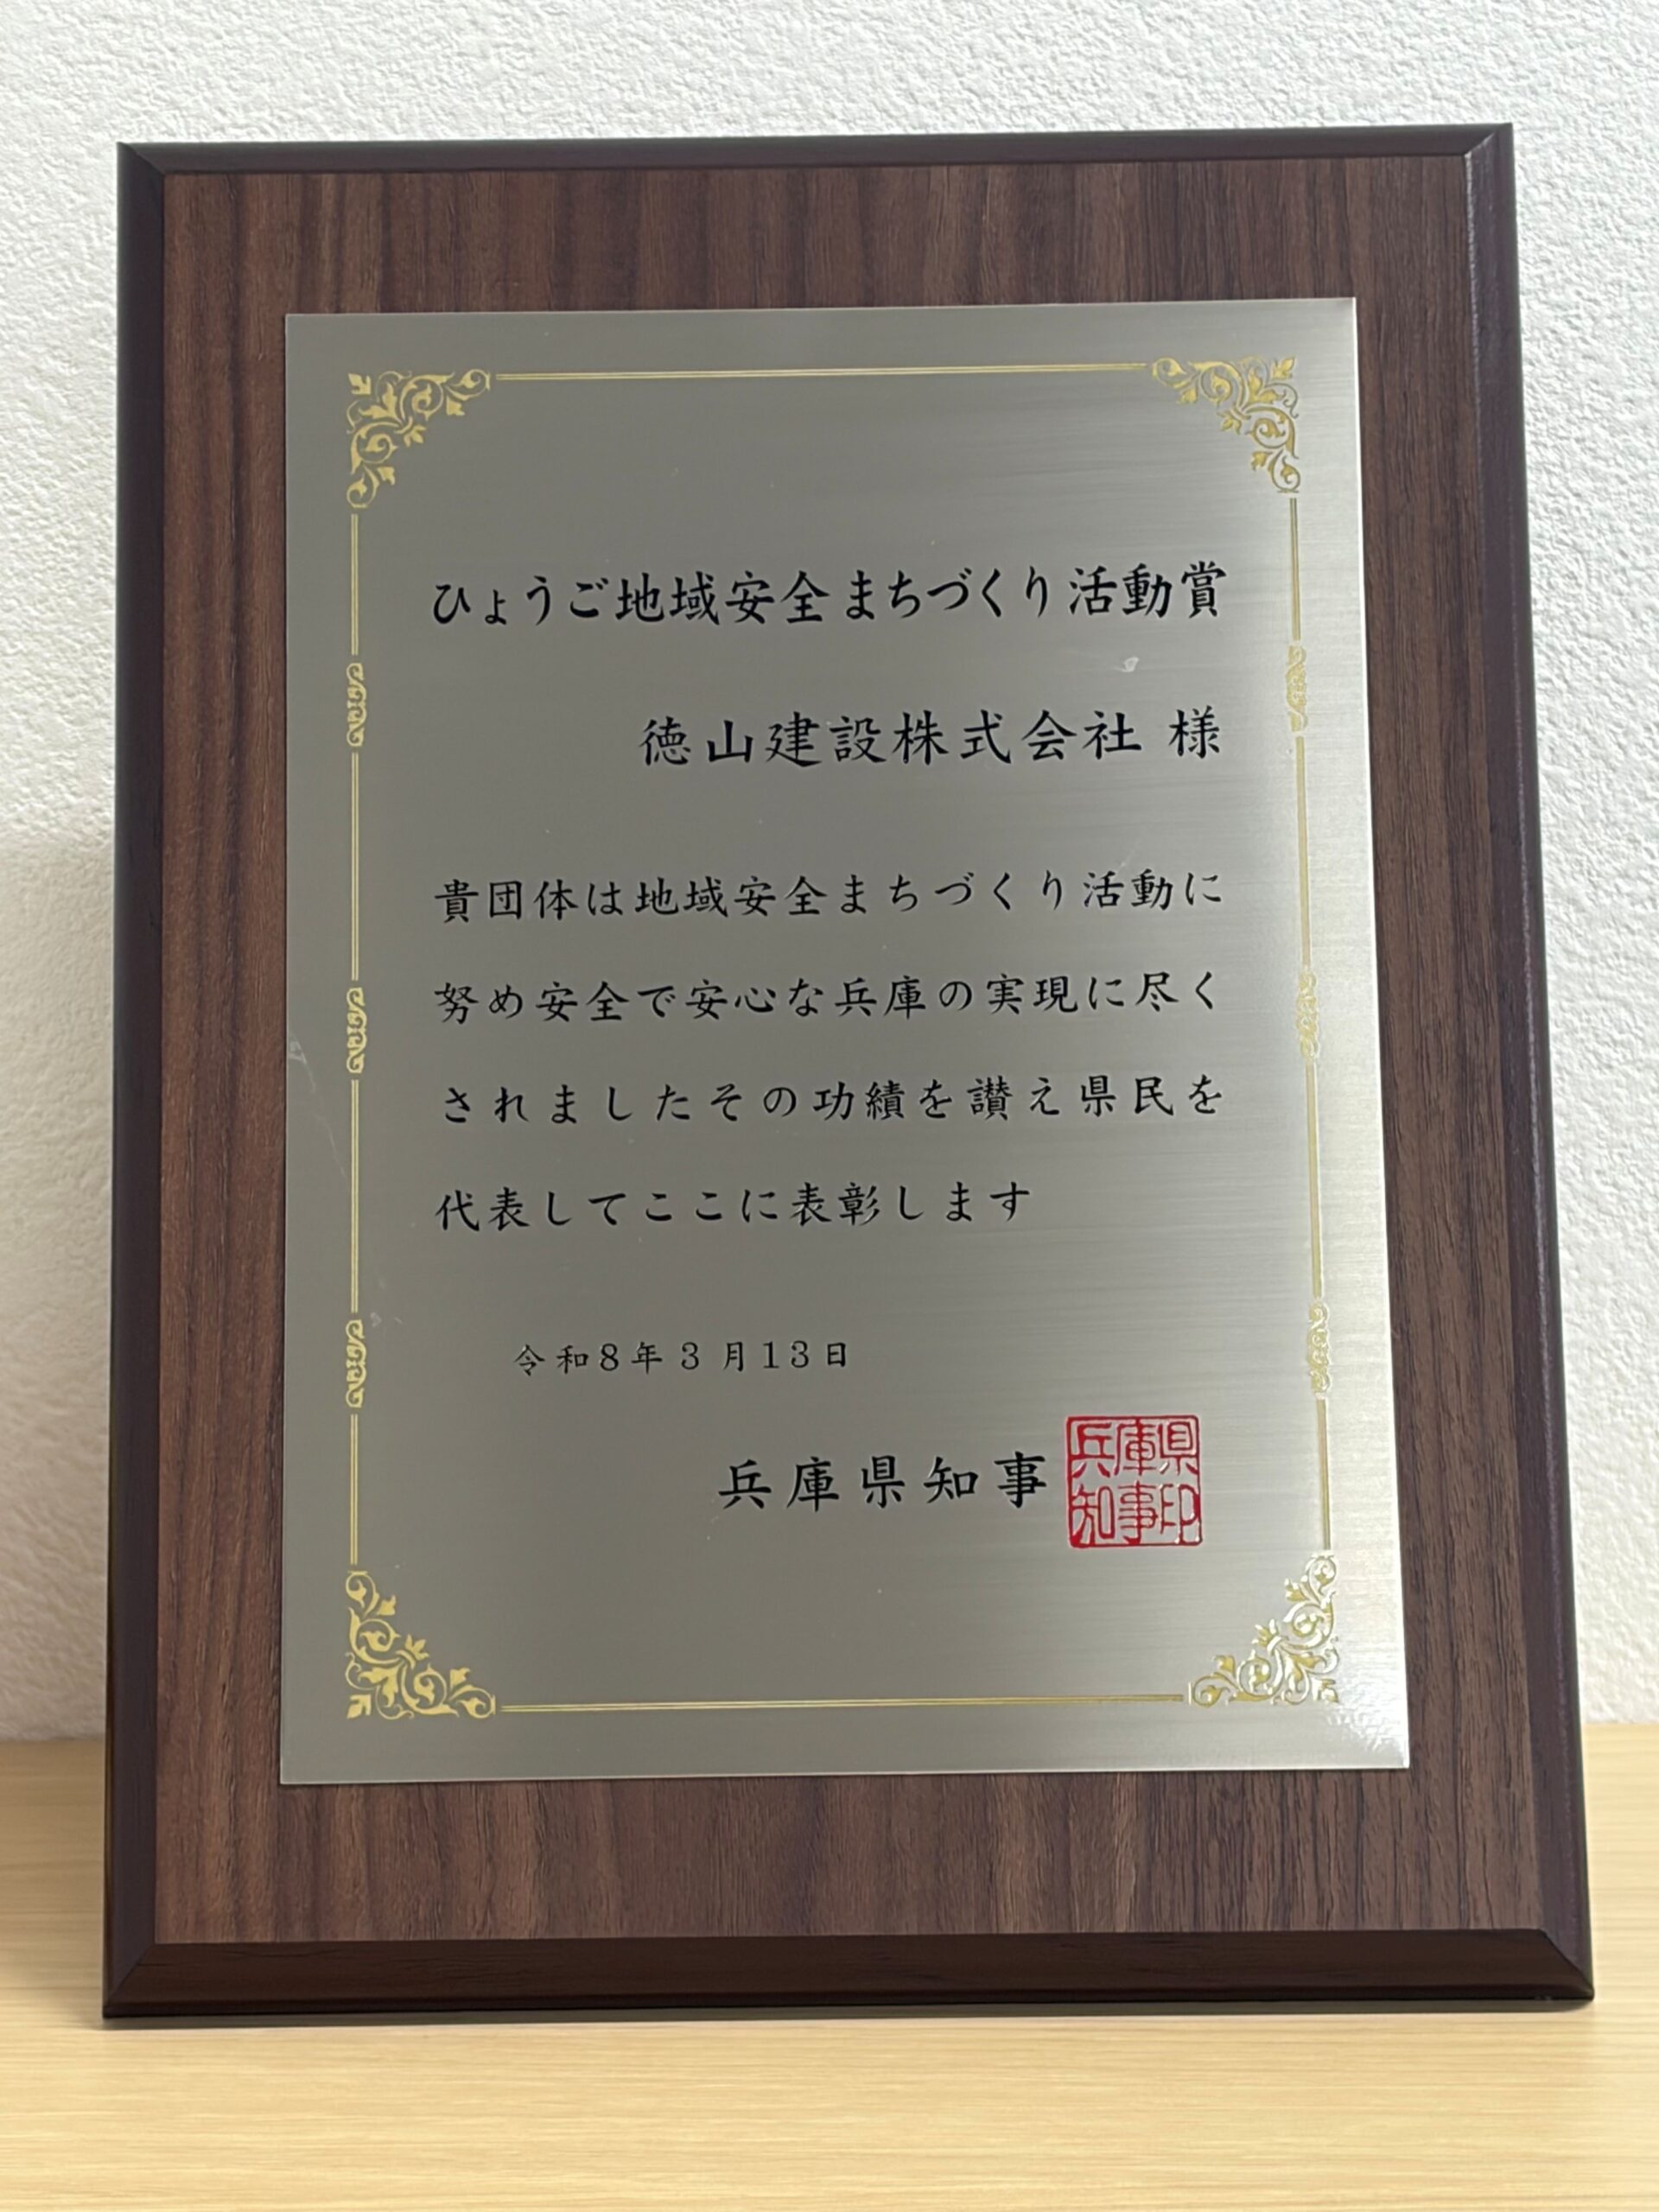 ひょうご地域安全まちづくり活動賞
徳山建設株式会社 様
貴団体は地域安全まちづくり活動に
努め安全で安心な兵庫の実現に尽く
されましたその功績を讃え県民を
代表してここに表彰します
令和8年3月13日
兵庫県知事
兵庫県
知事印